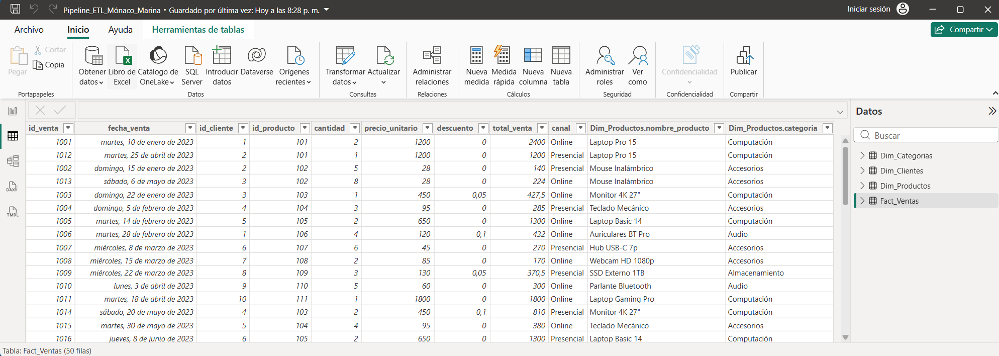 Pipeline_ETL_Mónaco_Marina • Guardado por última vez: Hoy a las 8:28 p. m.
Iniciar sesión
Archivo Inicio Ayuda Herramientas de tablas
Compartir
Pegar
Cortar
Copia
Portapapeles
Obtener datos
Libro de Excel
Catálogo de OneLake
SQL Server
Introducir datos
Dataverse
Orígenes recientes
Datos
Transformar datos
Actualizar
Consultas
Administrar relaciones
Relaciones
Nueva medida
Medida rápida
Nueva columna
Nueva tabla
Cálculos
Administrar roles
Ver como
Seguridad
Confidencialidad
Confidencialidad
Publicar
Compartir
DAX
TMDL
id_venta fecha_venta id_cliente id_producto cantidad precio_unitario descuento total_venta canal Dim_Productos.nombre_producto Dim_Productos.categoria
1001 martes, 10 de enero de 2023 1 101 2 1200 0 2400 Online Laptop Pro 15 Computación
1012 martes, 25 de abril de 2023 2 101 1 1200 0 1200 Presencial Laptop Pro 15 Computación
1002 domingo, 15 de enero de 2023 2 102 5 28 0 140 Presencial Mouse Inalámbrico Accesorios
1013 sábado, 6 de mayo de 2023 3 102 8 28 0 224 Online Mouse Inalámbrico Accesorios
1003 domingo, 22 de enero de 2023 3 103 1 450 0,05 427,5 Online Monitor 4K 27" Computación
1004 domingo, 5 de febrero de 2023 4 104 3 95 0 285 Presencial Teclado Mecánico Accesorios
1005 martes, 14 de febrero de 2023 5 105 2 650 0 1300 Online Laptop Basic 14 Computación
1006 martes, 28 de febrero de 2023 1 106 4 120 0,1 432 Online Auriculares BT Pro Audio
1007 miércoles, 8 de marzo de 2023 6 107 6 45 0 270 Presencial Hub USB-C 7p Accesorios
1008 miércoles, 15 de marzo de 2023 7 108 2 85 0 170 Online Webcam HD 1080p Accesorios
1009 miércoles, 22 de marzo de 2023 8 109 3 130 0,05 370,5 Presencial SSD Externo 1TB Almacenamiento
1010 lunes, 3 de abril de 2023 9 110 5 60 0 300 Online Parlante Bluetooth Audio
1011 martes, 18 de abril de 2023 10 111 1 1800 0 1800 Online Laptop Gaming Pro Computación
1014 sábado, 20 de mayo de 2023 4 103 2 450 0,1 810 Presencial Monitor 4K 27" Computación
1015 martes, 30 de mayo de 2023 5 104 4 95 0 380 Online Teclado Mecánico Accesorios
1016 jueves, 8 de junio de 2023 6 105 2 650 0 1300 Presencial Laptop Basic 14 Computación
Datos
Buscar
Dim_Categorias
Dim_Clientes
Dim_Productos
Fact_Ventas
Tabla: Fact_Ventas (50 filas)